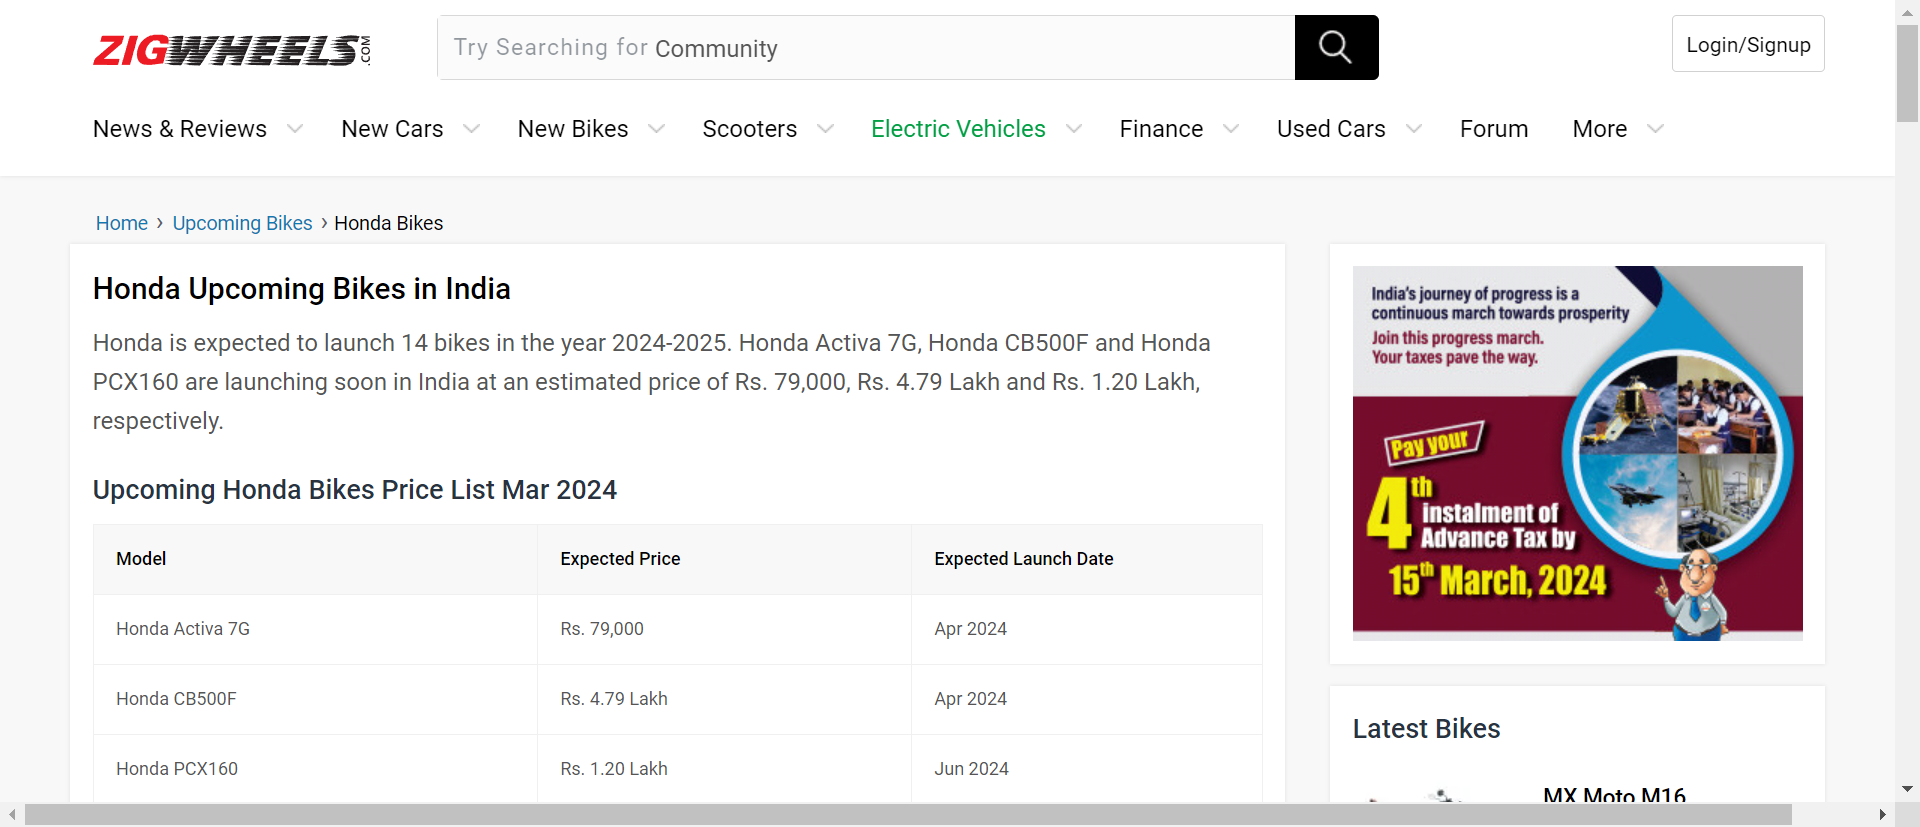 ZIGWHEELS.COM
Try Searching for Community
Login/Signup
News & Reviews New Cars New Bikes Scooters Electric Vehicles Finance Used Cars Forum More
Home › Upcoming Bikes › Honda Bikes
Honda Upcoming Bikes in India
Honda is expected to launch 14 bikes in the year 2024-2025. Honda Activa 7G, Honda CB500F and Honda
PCX160 are launching soon in India at an estimated price of Rs. 79,000, Rs. 4.79 Lakh and Rs. 1.20 Lakh,
respectively.
Upcoming Honda Bikes Price List Mar 2024
Model Expected Price Expected Launch Date
Honda Activa 7G Rs. 79,000 Apr 2024
Honda CB500F Rs. 4.79 Lakh Apr 2024
Honda PCX160 Rs. 1.20 Lakh Jun 2024
India's journey of progress is a
continuous march towards prosperity
Join this progress march.
Your taxes pave the way.
Pay your
4th
instalment of
Advance Tax by
15th March, 2024
Latest Bikes
MX Moto M16